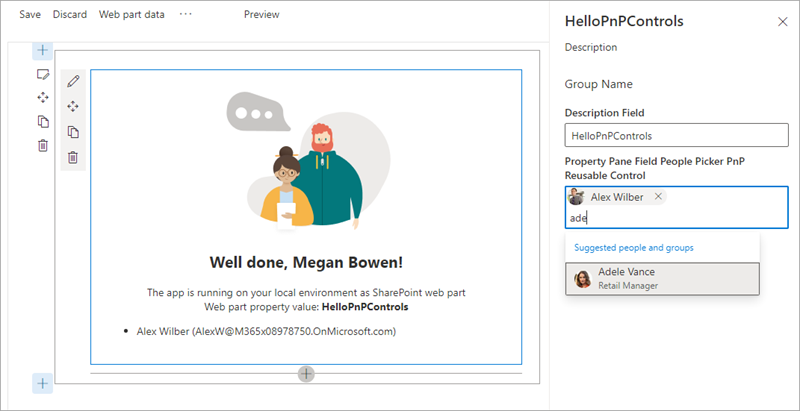 Save Discard Web part data ··· Preview
HelloPnPControls
Description
Group Name
Description Field
HelloPnPControls
Property Pane Field People Picker PnP
Reusable Control
Alex Wilber
ade
Suggested people and groups
Adele Vance
Retail Manager
Well done, Megan Bowen!
The app is running on your local environment as SharePoint web part
Web part property value: HelloPnPControls
• Alex Wilber (AlexW@M365x08978750.OnMicrosoft.com)